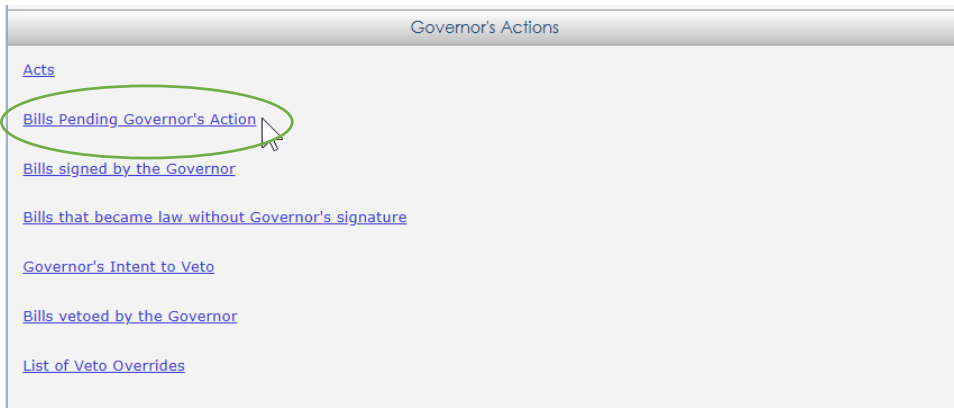 Governor's Actions
Acts
Bills Pending Governor's Action
Bills signed by the Governor
Bills that became law without Governor's signature
Governor's Intent to Veto
Bills vetoed by the Governor
List of Veto Overrides